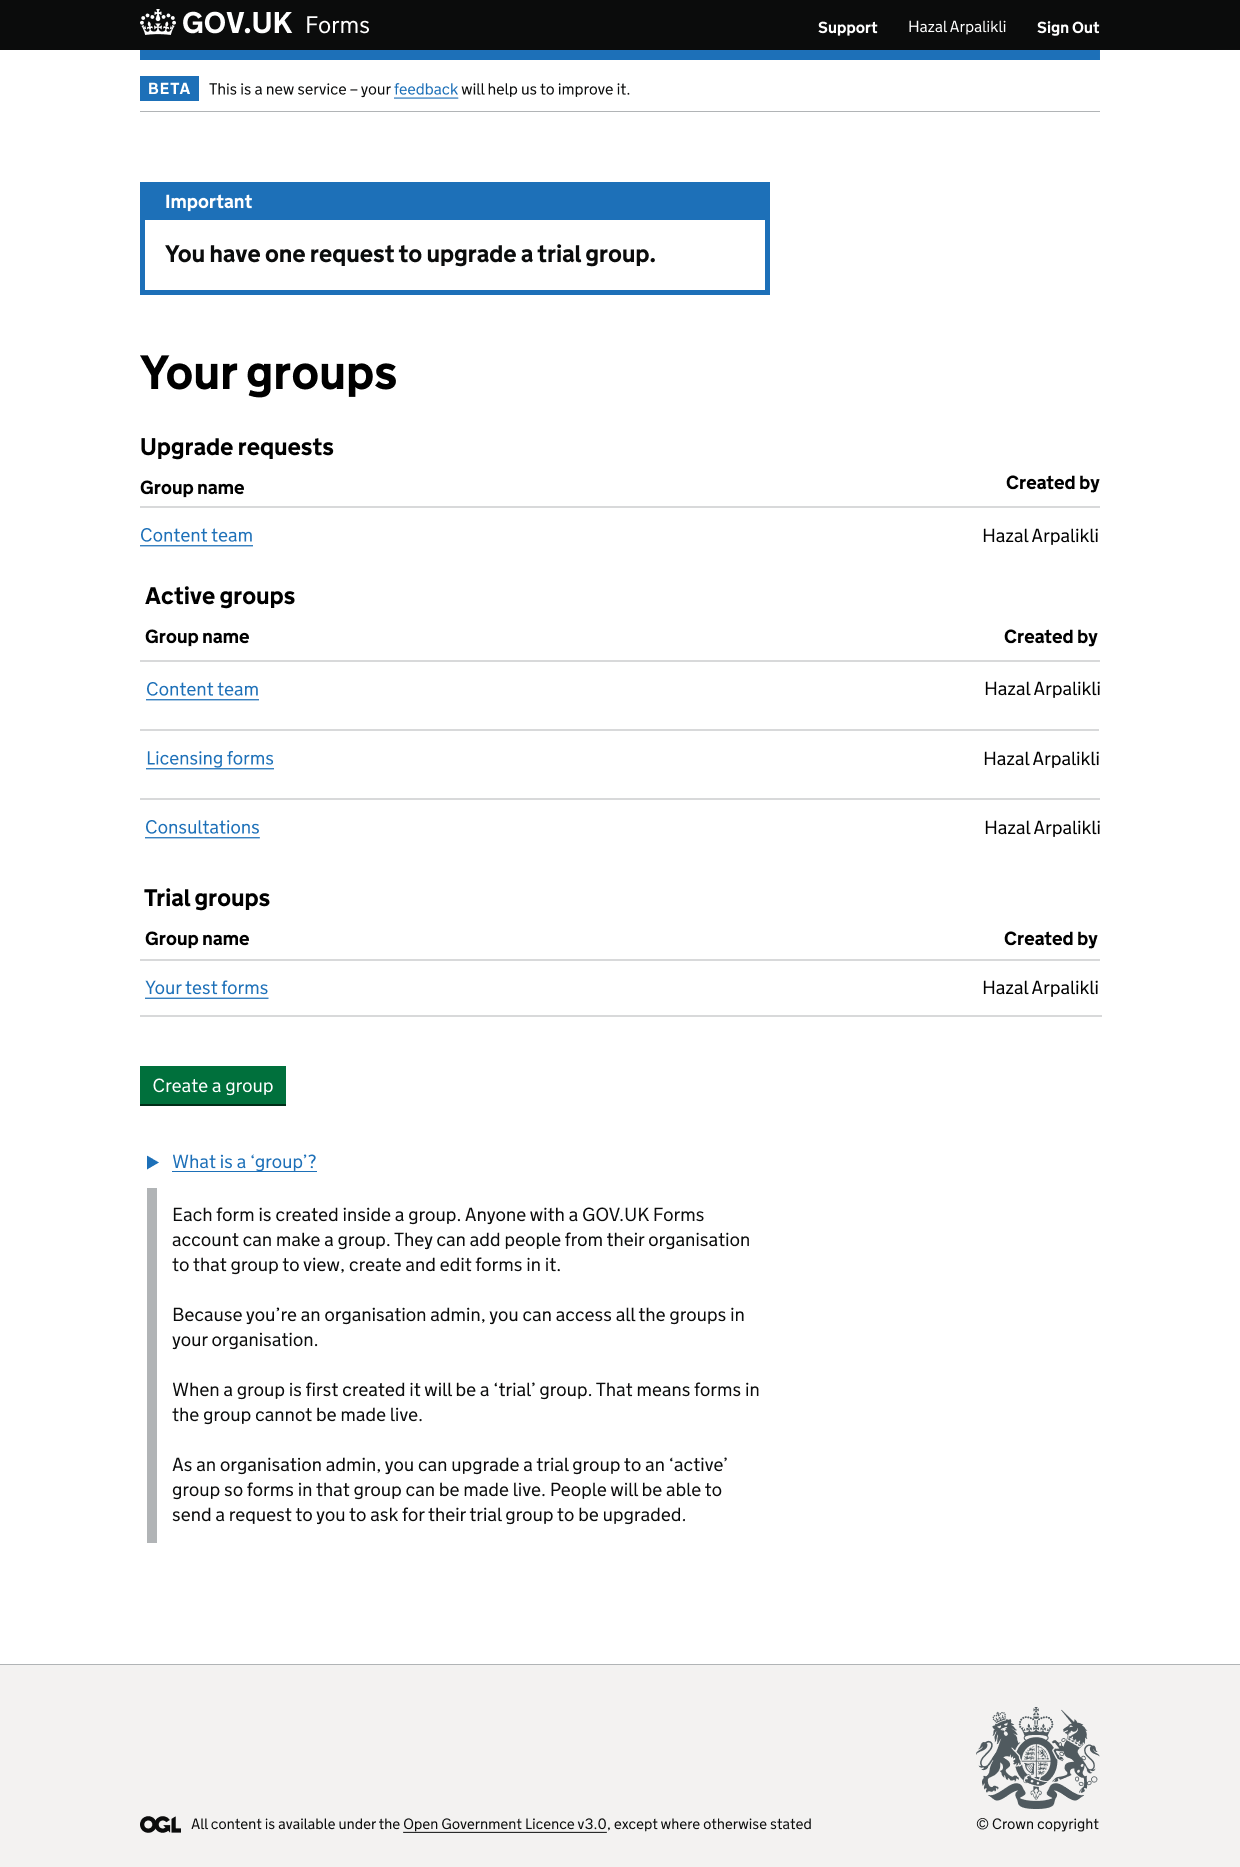 GOV.UK Forms Support Hazal Arpalikli Sign Out
BETA This is a new service – your feedback will help us to improve it.
Important
You have one request to upgrade a trial group.
Your groups
Upgrade requests
Group name Created by
Content team Hazal Arpalikli
Active groups
Group name Created by
Content team Hazal Arpalikli
Licensing forms Hazal Arpalikli
Consultations Hazal Arpalikli
Trial groups
Group name Created by
Your test forms Hazal Arpalikli
Create a group
What is a ‘group’?
Each form is created inside a group. Anyone with a GOV.UK Forms
account can make a group. They can add people from their organisation
to that group to view, create and edit forms in it.
Because you’re an organisation admin, you can access all the groups in
your organisation.
When a group is first created it will be a ‘trial’ group. That means forms in
the group cannot be made live.
As an organisation admin, you can upgrade a trial group to an ‘active’
group so forms in that group can be made live. People will be able to
send a request to you to ask for their trial group to be upgraded.
OGL All content is available under the Open Government Licence v3.0, except where otherwise stated
© Crown copyright